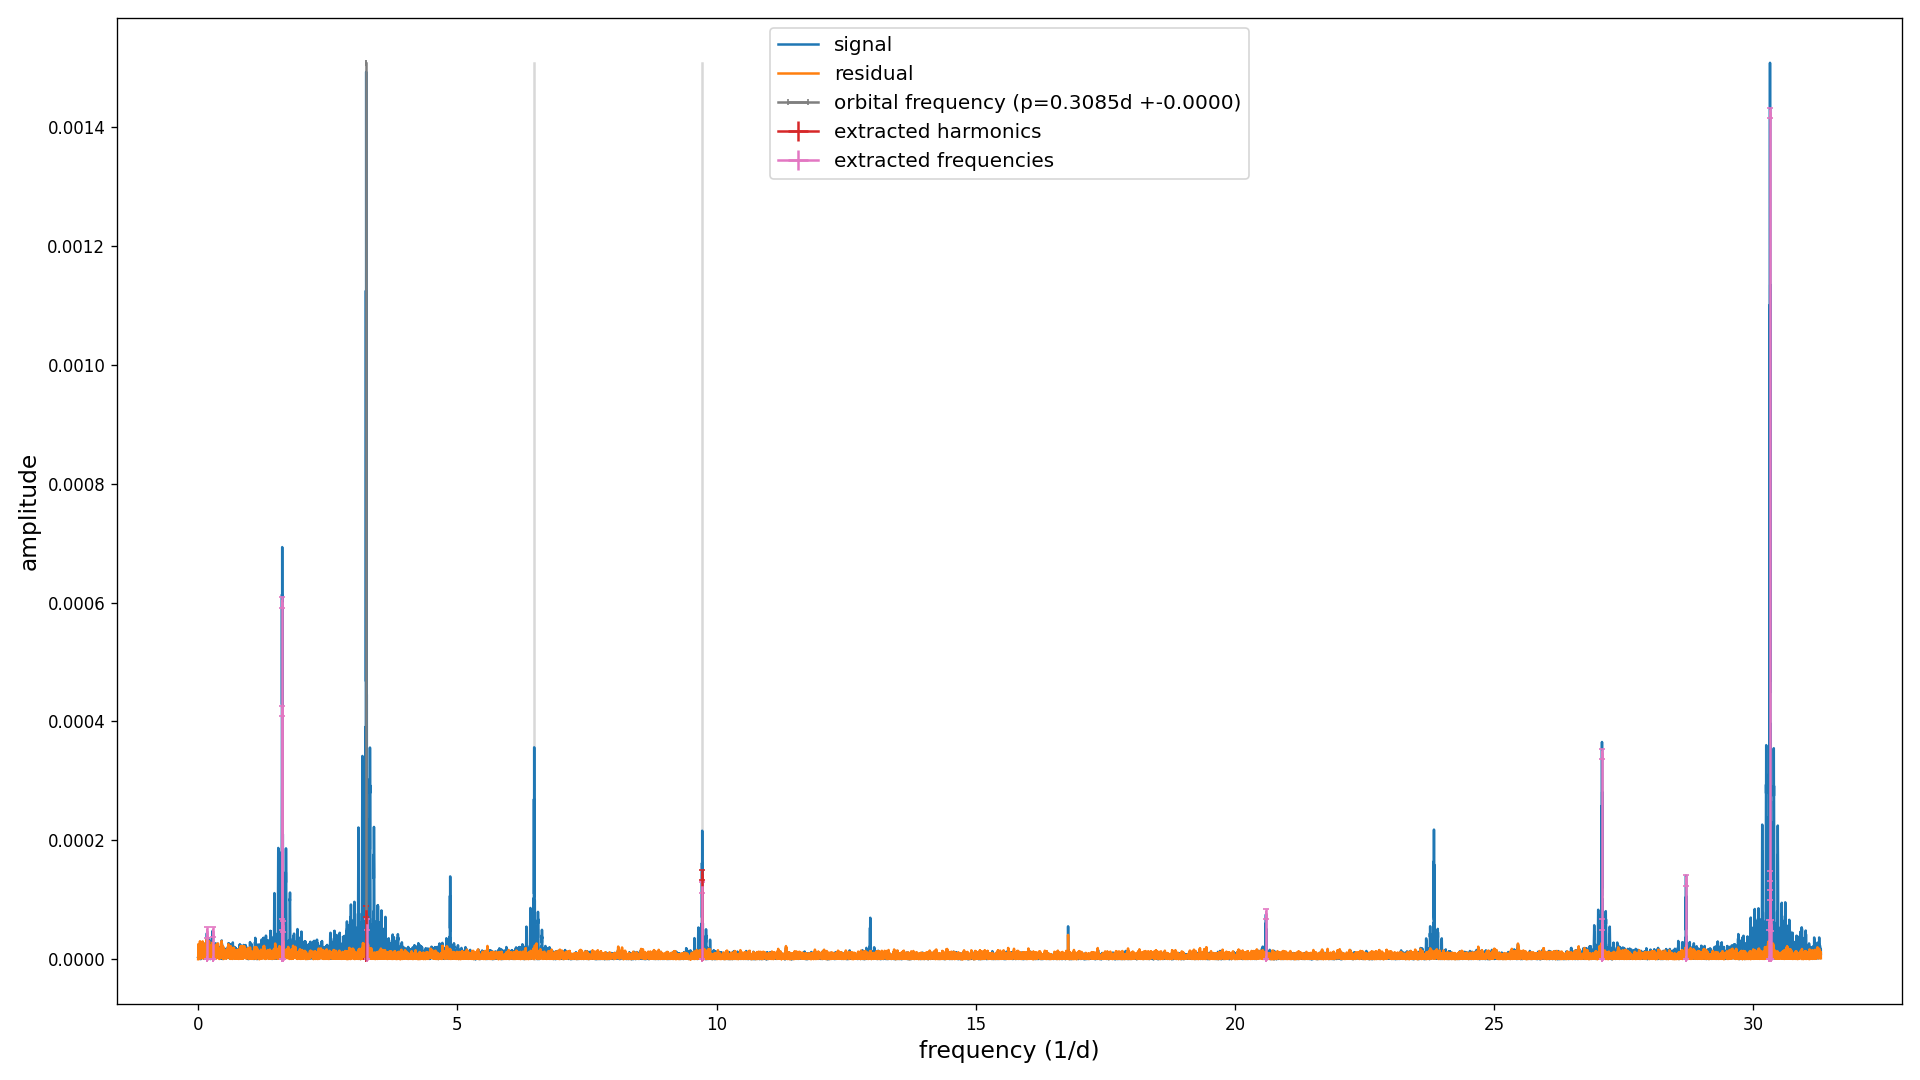 signal
residual
orbital frequency (p=0.3085d +-0.0000)
extracted harmonics
extracted frequencies
0.0014
0.0012
0.0010
0.0008
0.0006
0.0004
0.0002
0.0000
amplitude
0 5 10 15 20 25 30
frequency (1/d)